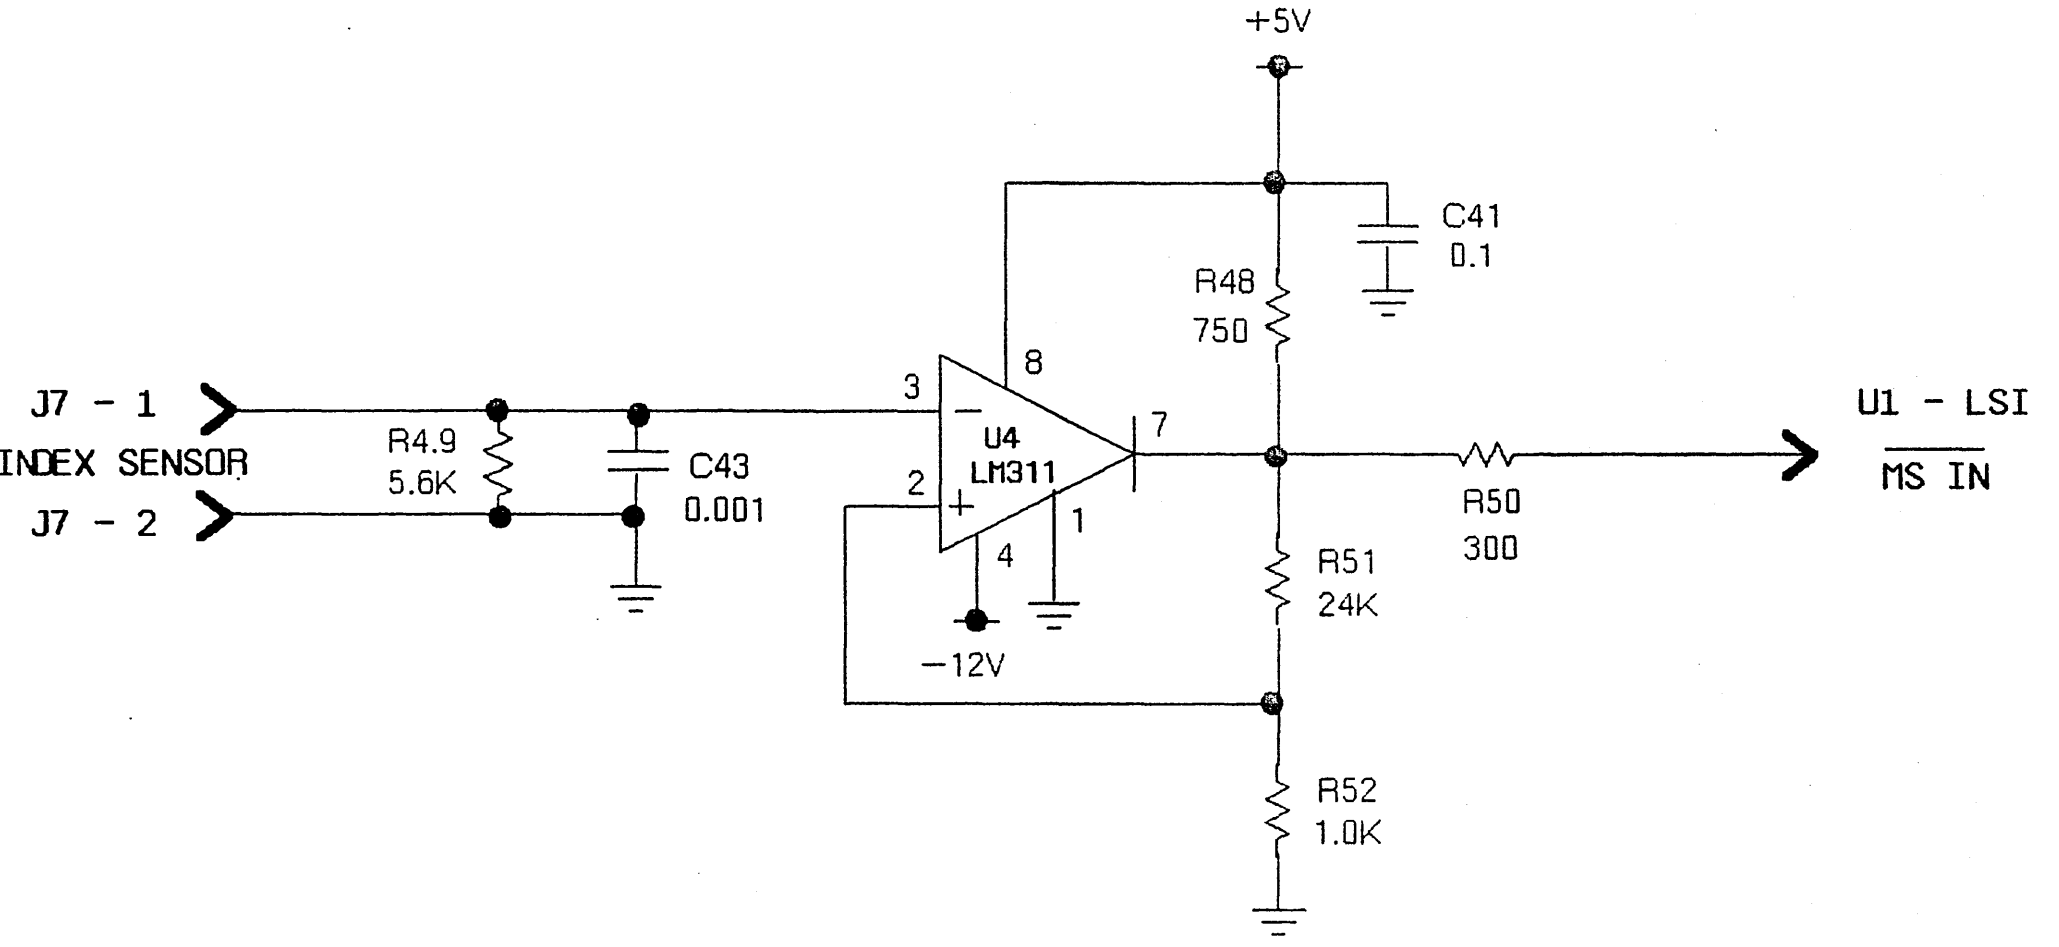 +5V
C41
0.1
R48
750
8
3
J7 - 1
R4.9
5.6K
INDEX SENSOR
C43
0.001
J7 - 2
−
U4
LM311
2
+
7
1
4
-12V
U1 - LSI
MS IN
R50
300
R51
24K
R52
1.0K